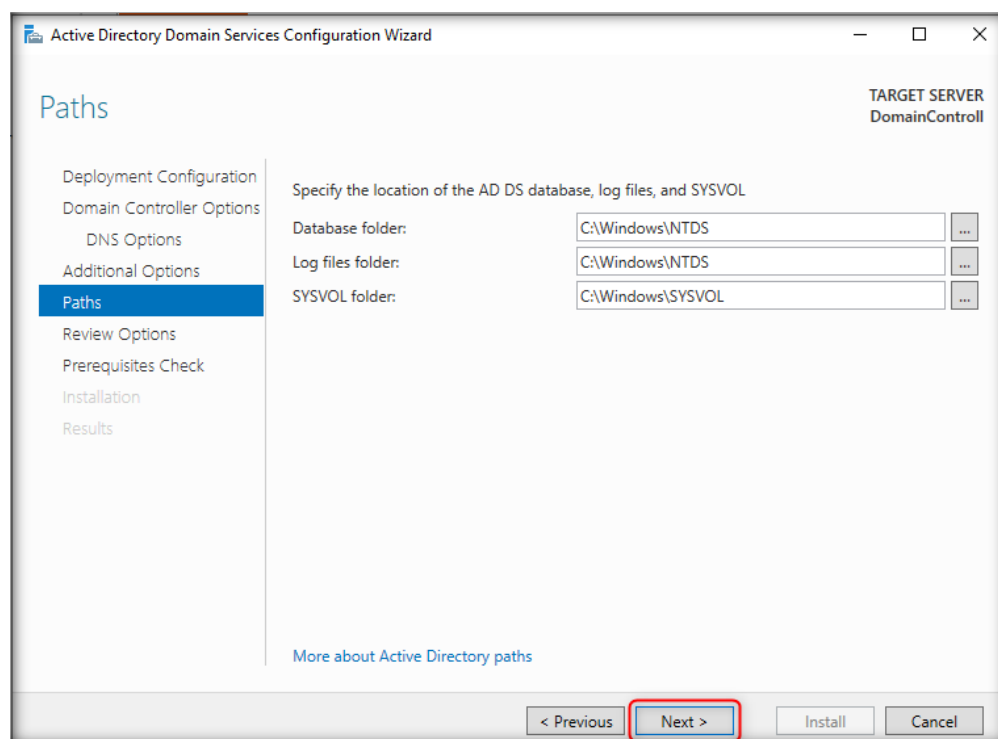 Active Directory Domain Services Configuration Wizard
Paths
TARGET SERVER
DomainControll
Deployment Configuration
Domain Controller Options
DNS Options
Additional Options
Paths
Review Options
Prerequisites Check
Installation
Results
Specify the location of the AD DS database, log files, and SYSVOL
Database folder: C:\Windows\NTDS ...
Log files folder: C:\Windows\NTDS ...
SYSVOL folder: C:\Windows\SYSVOL ...
More about Active Directory paths
< Previous Next > Install Cancel